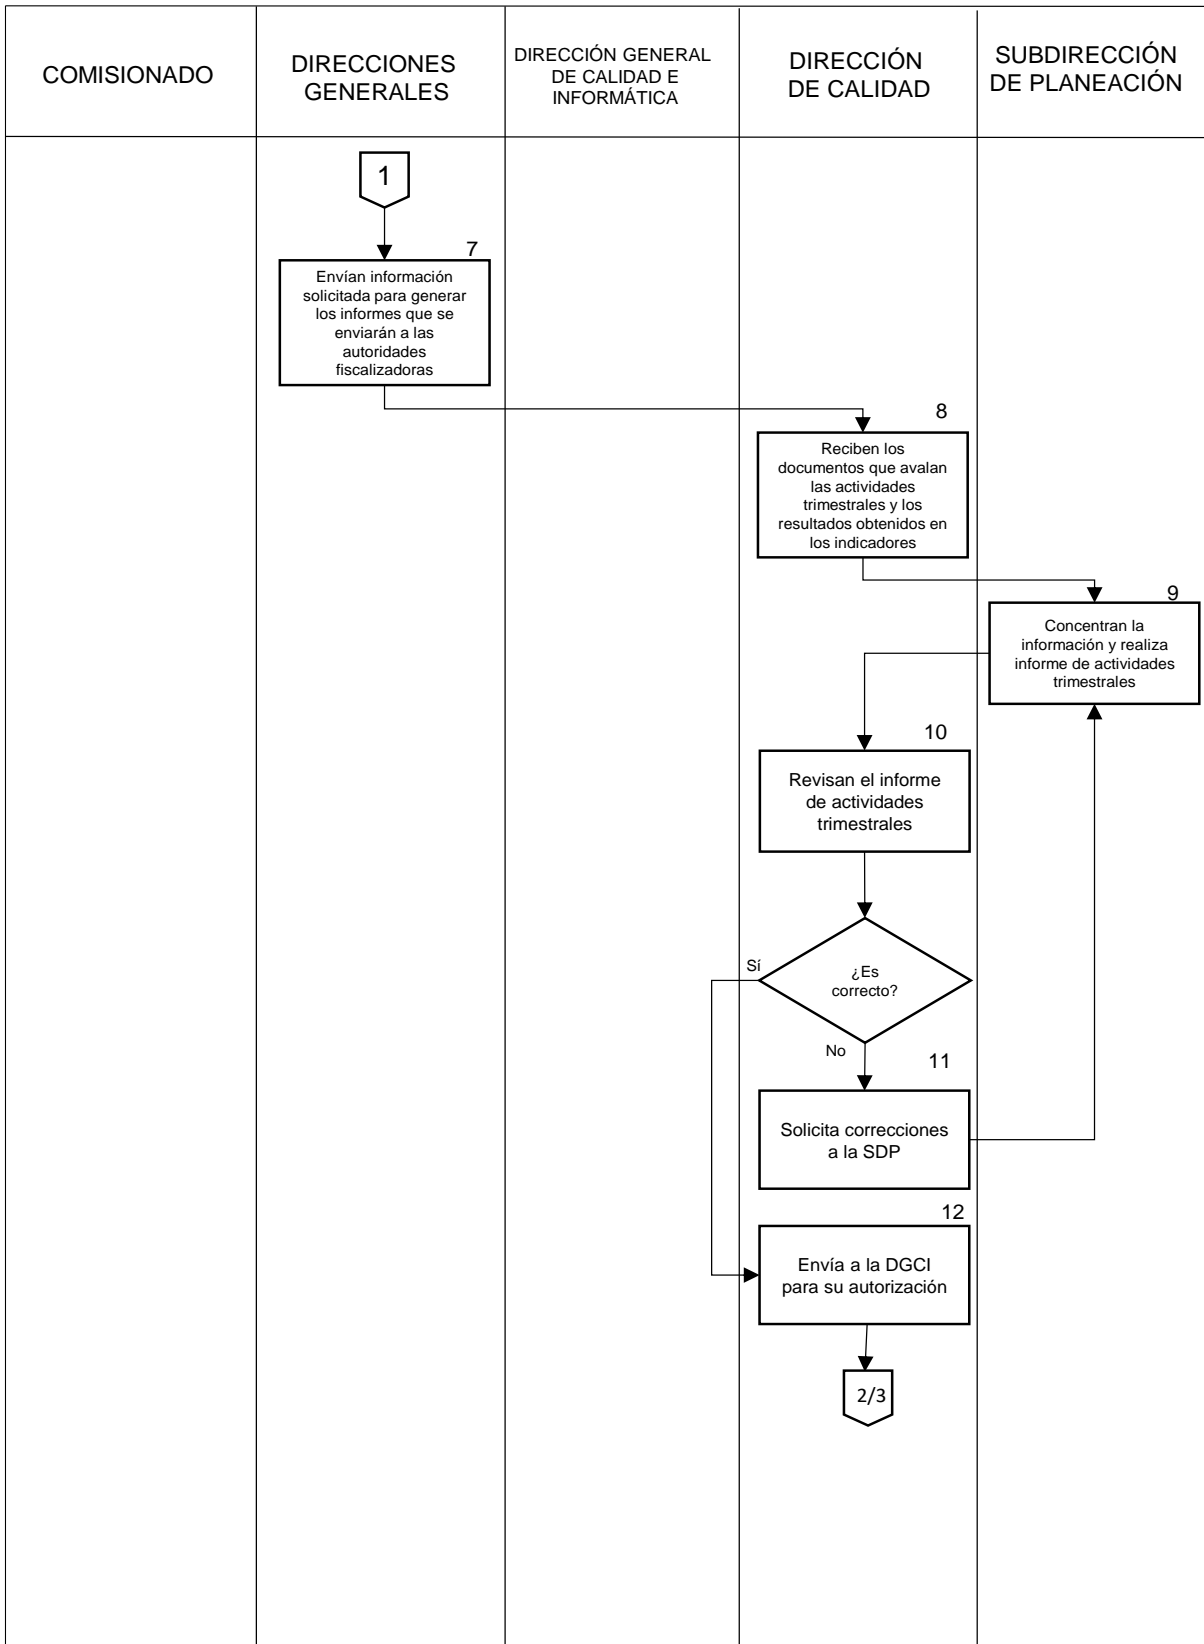 COMISIONADO
DIRECCIONES
GENERALES
DIRECCIÓN GENERAL
DE CALIDAD E
INFORMÁTICA
DIRECCIÓN
DE CALIDAD
SUBDIRECCIÓN
DE PLANEACIÓN
1
7
Envían información
solicitada para generar
los informes que se
enviarán a las
autoridades
fiscalizadoras
8
Reciben los
documentos que avalan
las actividades
trimestrales y los
resultados obtenidos en
los indicadores
9
Concentran la
información y realiza
informe de actividades
trimestrales
10
Revisan el informe
de actividades
trimestrales
Sí
¿Es
correcto?
No
11
Solicita correcciones
a la SDP
12
Envía a la DGCI
para su autorización
2/3